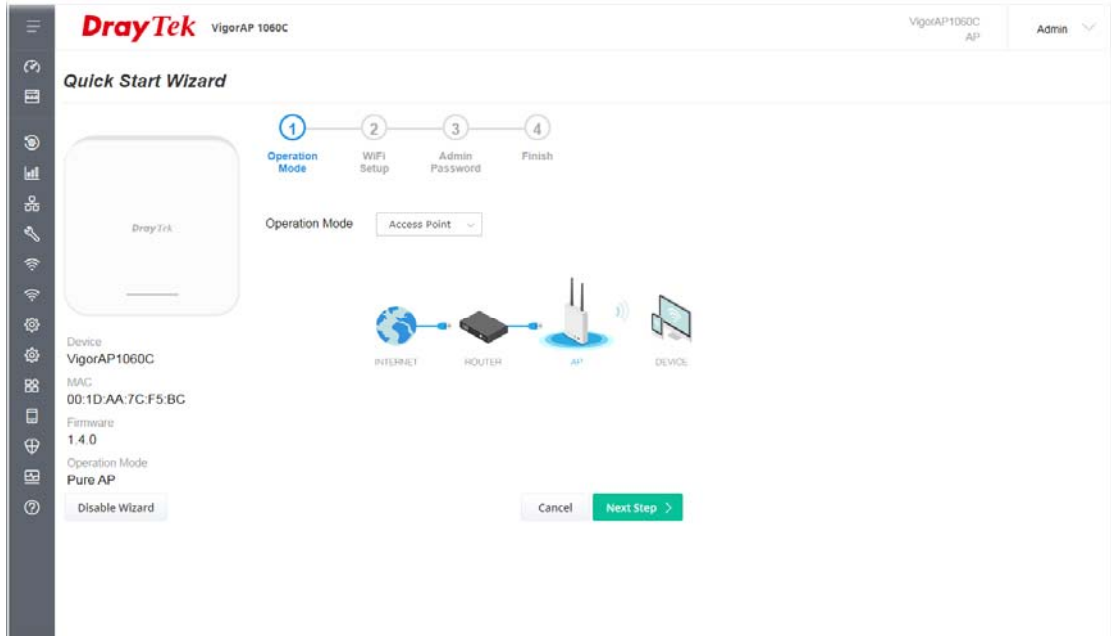 DrayTek VigorAP 1060C
VigorAP1060C
AP
Admin
Quick Start Wizard
1 2 3 4
Operation Mode
WiFi Setup
Admin Password
Finish
DrayTek
Operation Mode Access Point
INTERNET ROUTER AP DEVICE
Device
VigorAP1060C
MAC
00:1D:AA:7C:F5:BC
Firmware
1.4.0
Operation Mode
Pure AP
Disable Wizard Cancel Next Step